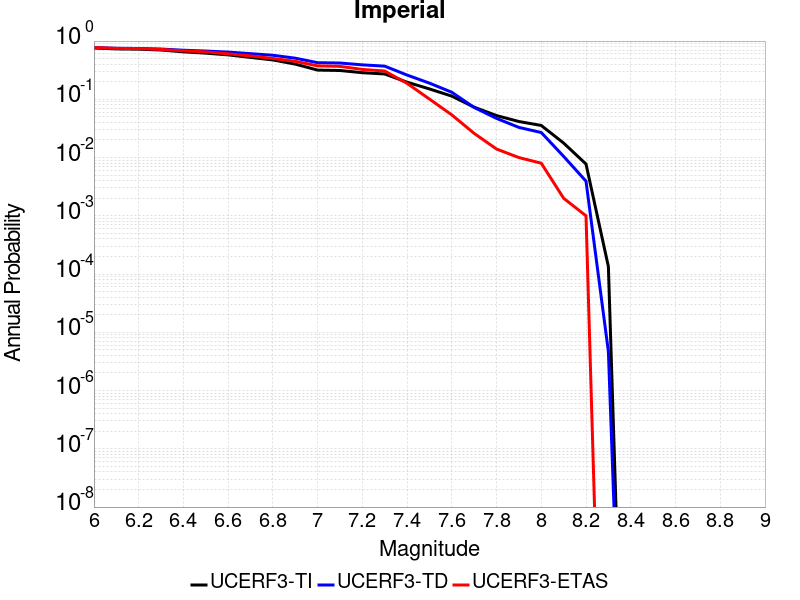 Imperial
10^0
10^-1
10^-2
10^-3
10^-4
10^-5
10^-6
10^-7
10^-8
Annual Probability
6 6.2 6.4 6.6 6.8 7 7.2 7.4 7.6 7.8 8 8.2 8.4 8.6 8.8 9
Magnitude
UCERF3-TI UCERF3-TD UCERF3-ETAS